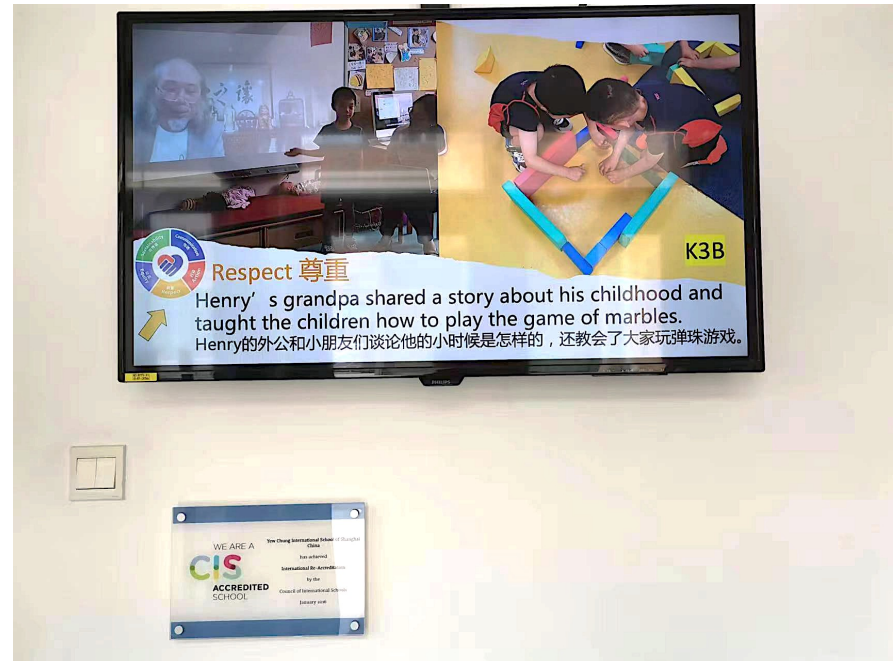 K3B
Respect 尊重
Henry's grandpa shared a story about his childhood and
taught the children how to play the game of marbles.
Henry的外公和小朋友们谈论他的小时候是怎样的，还教会了大家玩弹珠游戏。
PHILIPS
WE ARE A
CIS
ACCREDITED
SCHOOL
Yew Chung International School of Shanghai
China
has achieved
International Re-Accreditation
by the
Council of International Schools
January 2016